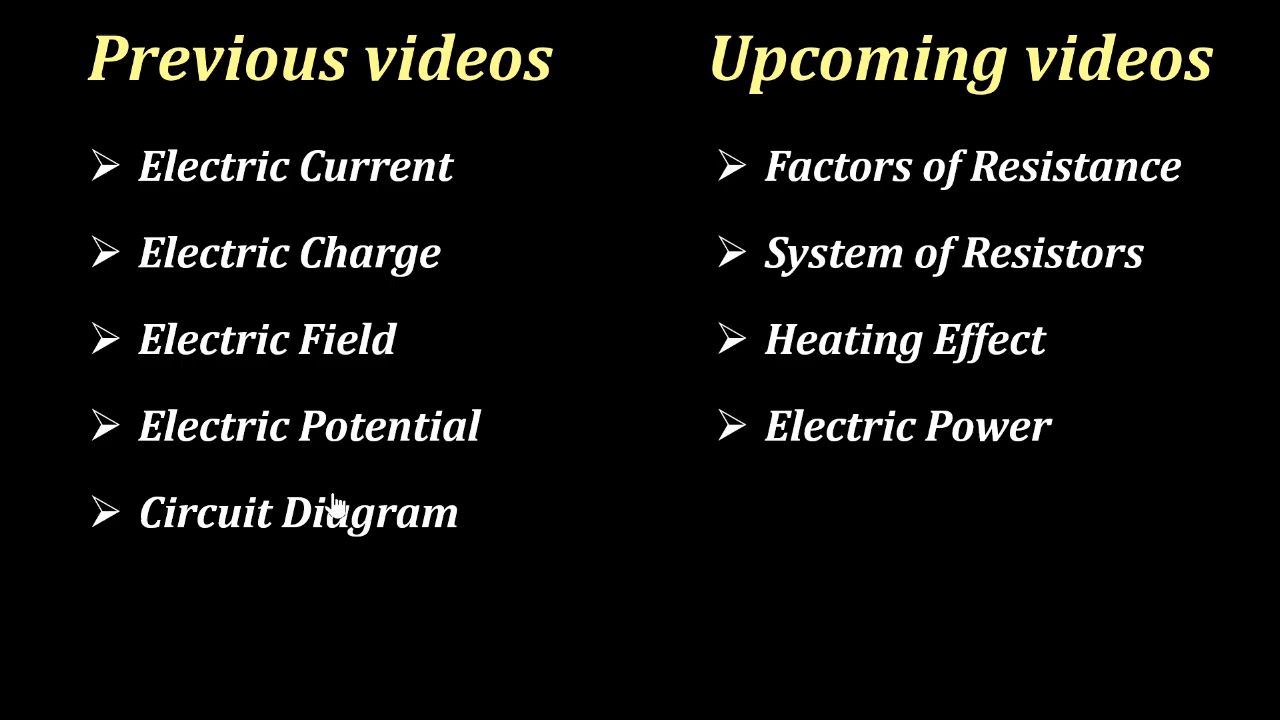 Previous videos
Electric Current
Electric Charge
Electric Field
Electric Potential
Circuit Diagram
Upcoming videos
Factors of Resistance
System of Resistors
Heating Effect
Electric Power